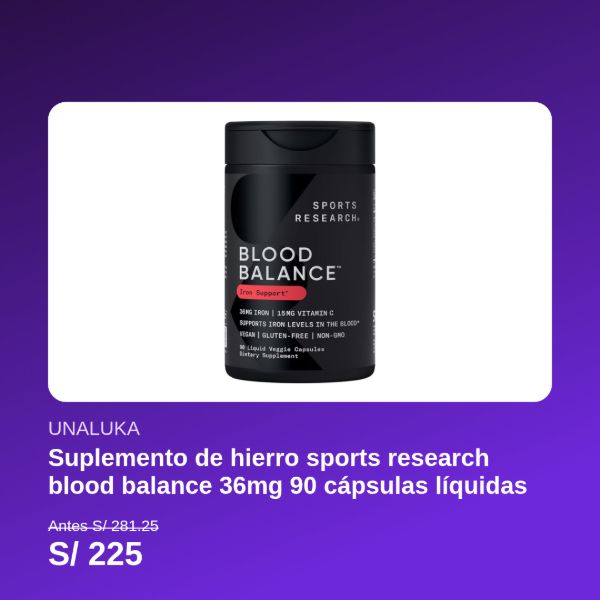 SPORTS
RESEARCH
BLOOD
BALANCE™
Iron Support*
36MG IRON | 15MG VITAMIN C
SUPPORTS IRON LEVELS IN THE BLOOD*
VEGAN | GLUTEN-FREE | NON-GMO
90 Liquid Veggie Capsules
Dietary Supplement
UNALUKA
Suplemento de hierro sports research
blood balance 36mg 90 cápsulas líquidas
Antes S/ 281.25
S/ 225